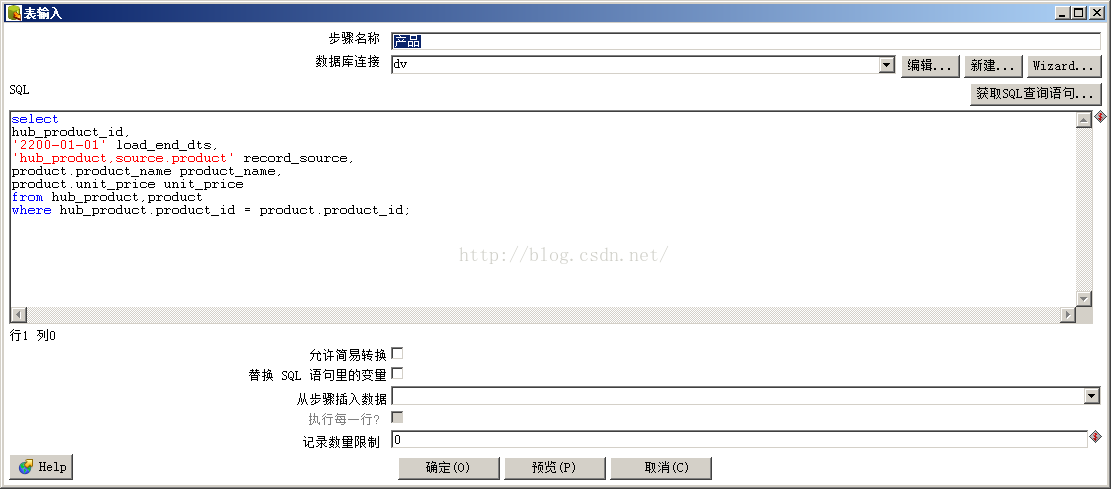 表输入
步骤名称 产品
数据库连接 dv 编辑... 新建... Wizard...
SQL 获取SQL查询语句...
select
hub_product_id,
'2200-01-01' load_end_dts,
'hub_product,source.product' record_source,
product.product_name product_name,
product.unit_price unit_price
from hub_product,product
where hub_product.product_id = product.product_id;
http://blog.csdn.net/
行1 列0
允许简易转换
替换 SQL 语句里的变量
从步骤插入数据
执行每一行?
记录数量限制 0
Help 确定(O) 预览(P) 取消(C)